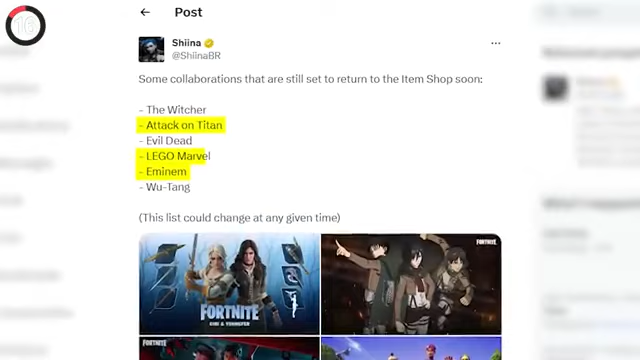 16
Post
Shiina
@ShiinaBR
Some collaborations that are still set to return to the Item Shop soon:
- The Witcher
- Attack on Titan
- Evil Dead
- LEGO Marvel
- Eminem
- Wu-Tang
(This list could change at any given time)
FORTNITE
FORTNITE
CIRI & YENNEFER
FORTNITE